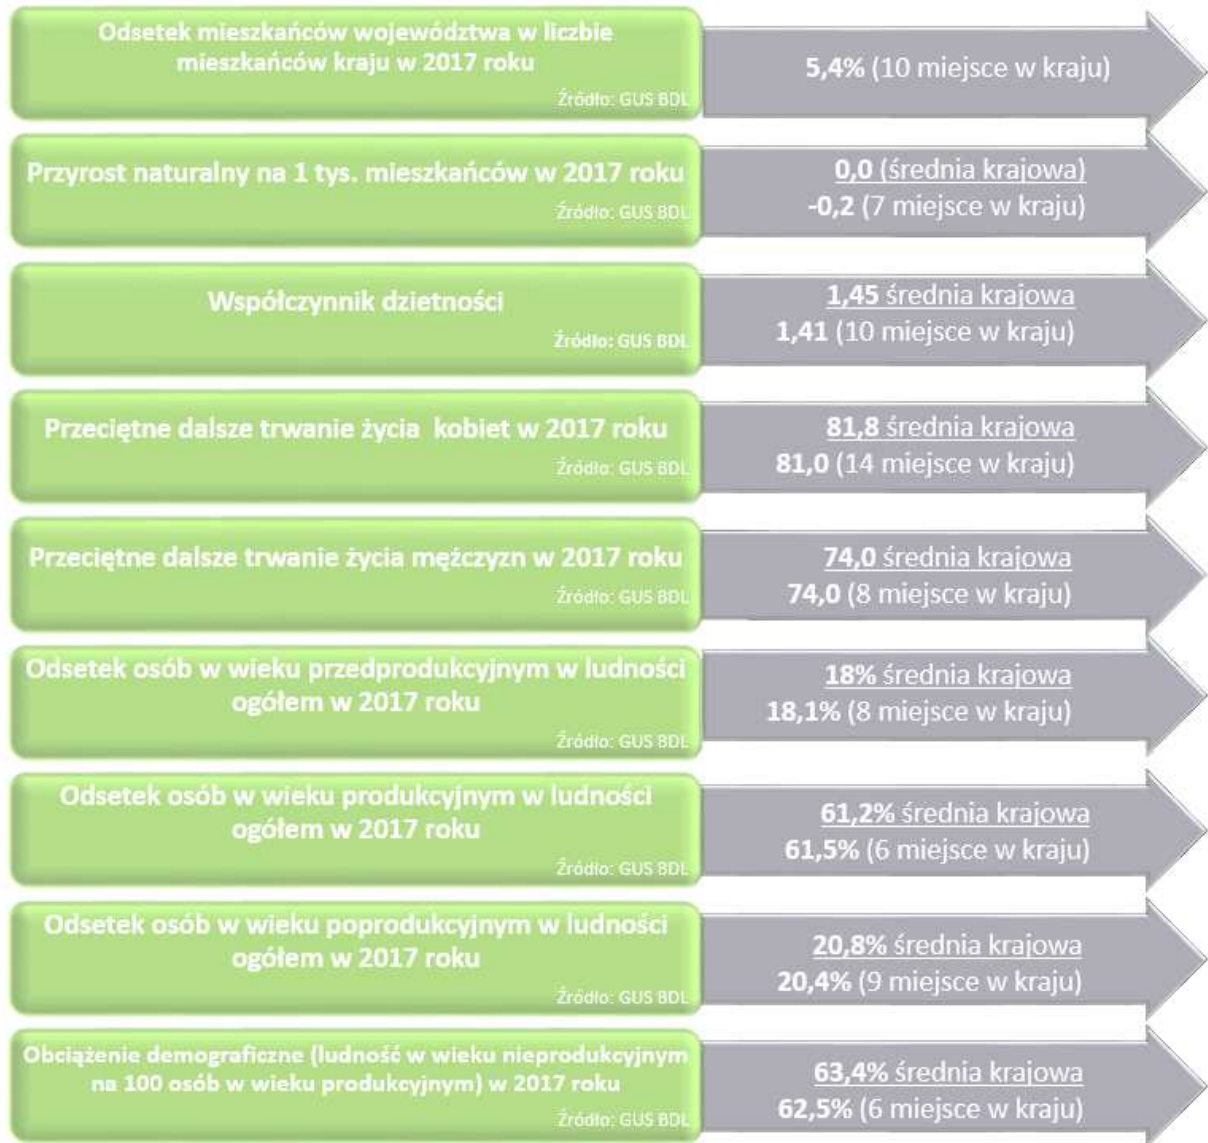 Odsetek mieszkańców województwa w liczbie
mieszkańców kraju w 2017 roku
Źródło: GUS BDL
5,4% (10 miejsce w kraju)
Przyrost naturalny na 1 tys. mieszkańców w 2017 roku
Źródło: GUS BDL
0,0 (średnia krajowa)
-0,2 (7 miejsce w kraju)
Współczynnik dzietności
Źródło: GUS BDL
1,45 średnia krajowa
1,41 (10 miejsce w kraju)
Przeciętne dalsze trwanie życia kobiet w 2017 roku
Źródło: GUS BDL
81,8 średnia krajowa
81,0 (14 miejsce w kraju)
Przeciętne dalsze trwanie życia mężczyzn w 2017 roku
Źródło: GUS BDL
74,0 średnia krajowa
74,0 (8 miejsce w kraju)
Odsetek osób w wieku przedprodukcyjnym w ludności
ogółem w 2017 roku
Źródło: GUS BDL
18% średnia krajowa
18,1% (8 miejsce w kraju)
Odsetek osób w wieku produkcyjnym w ludności
ogółem w 2017 roku
Źródło: GUS BDL
61,2% średnia krajowa
61,5% (6 miejsce w kraju)
Odsetek osób w wieku poprodukcyjnym w ludności
ogółem w 2017 roku
Źródło: GUS BDL
20,8% średnia krajowa
20,4% (9 miejsce w kraju)
Obciążenie demograficzne (ludność w wieku nieprodukcyjnym
na 100 osób w wieku produkcyjnym) w 2017 roku
Źródło: GUS BDL
63,4% średnia krajowa
62,5% (6 miejsce w kraju)